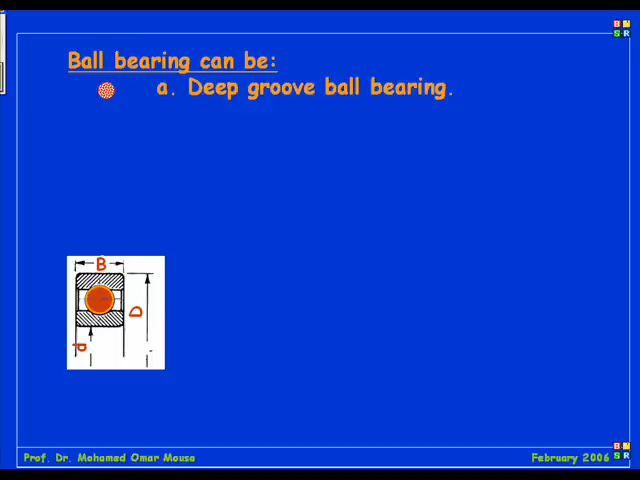 Ball bearing can be:
a. Deep groove ball bearing.
B
D
d
Prof. Dr. Mohamed Omar Mousa
February 2006